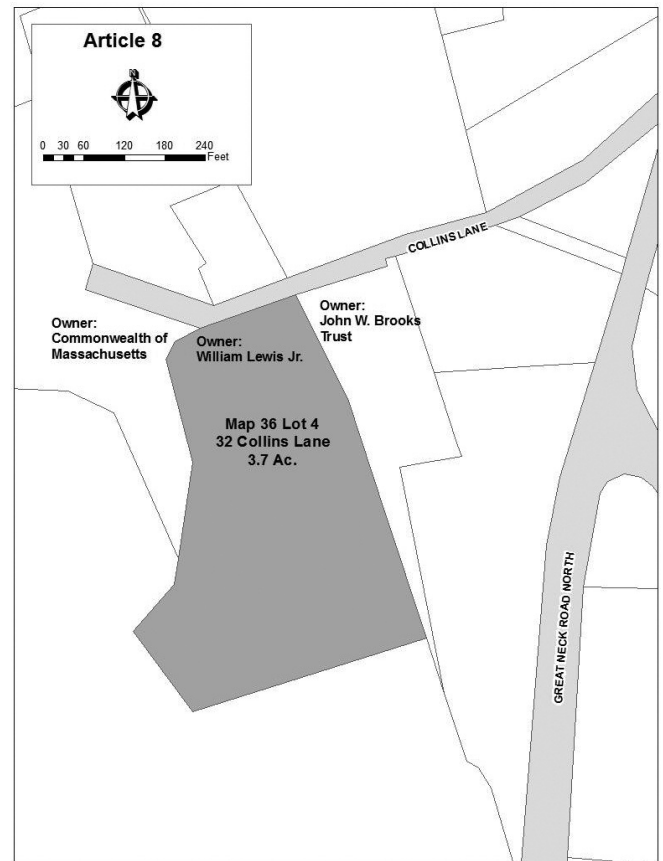 Article 8
N
0 30 60 120 180 240
Feet
COLLINS LANE
Owner:
Commonwealth of
Massachusetts
Owner:
William Lewis Jr.
Owner:
John W. Brooks
Trust
Map 36 Lot 4
32 Collins Lane
3.7 Ac.
GREAT NECK ROAD NORTH